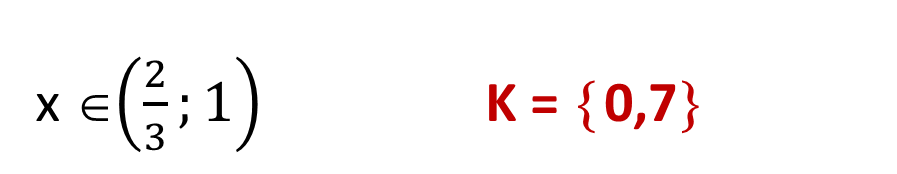 x ∈(2/3; 1) K = {0,7}